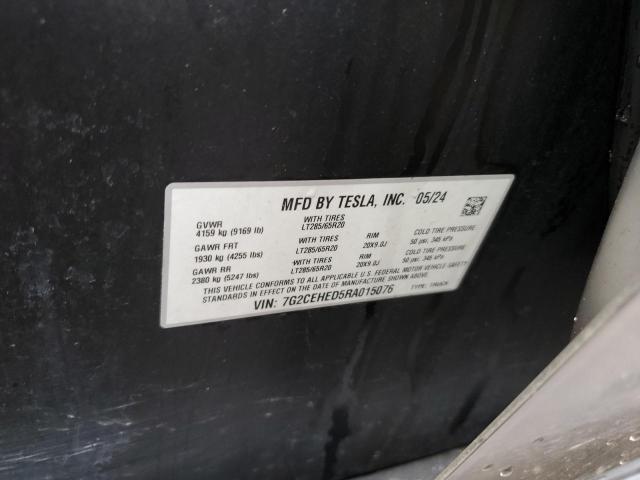 MFD BY TESLA, INC. 05/24
GVWR
4159 kg (9169 lb)
WITH TIRES
LT285/65R20
GAWR FRT
1930 kg (4255 lbs)
WITH TIRES
LT285/65R20
RIM
20X9.0J
COLD TIRE PRESSURE
50 psi, 345 kPa
GAWR RR
2380 kg (5247 lbs)
WITH TIRES
LT285/65R20
RIM
20X9.0J
COLD TIRE PRESSURE
50 psi, 345 kPa
THIS VEHICLE CONFORMS TO ALL APPLICABLE U.S. FEDERAL MOTOR VEHICLE SAFETY
STANDARDS IN EFFECT ON THE DATE OF MANUFACTURE SHOWN ABOVE.
VIN: 7G2CEHED5RA015076
TYPE: TRUCK